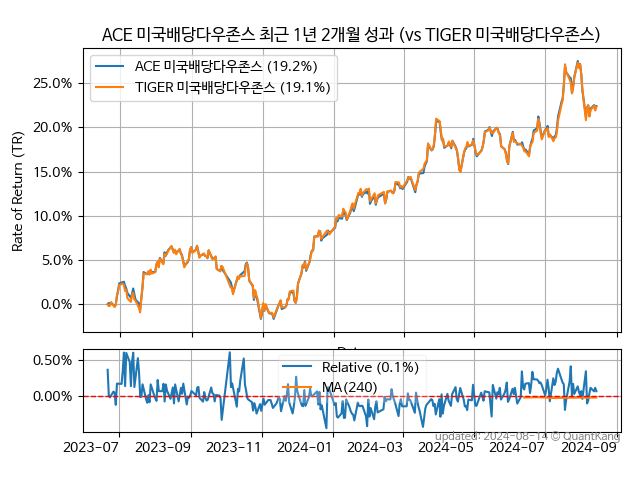 ACE 미국배당다우존스 최근 1년 2개월 성과 (vs TIGER 미국배당다우존스)
ACE 미국배당다우존스 (19.2%)
TIGER 미국배당다우존스 (19.1%)
Rate of Return (TR)
25.0%
20.0%
15.0%
10.0%
5.0%
0.0%
0.50%
0.00%
Relative (0.1%)
MA(240)
updated: 2024-08-14 © QuantKang
2023-07 2023-09 2023-11 2024-01 2024-03 2024-05 2024-07 2024-09